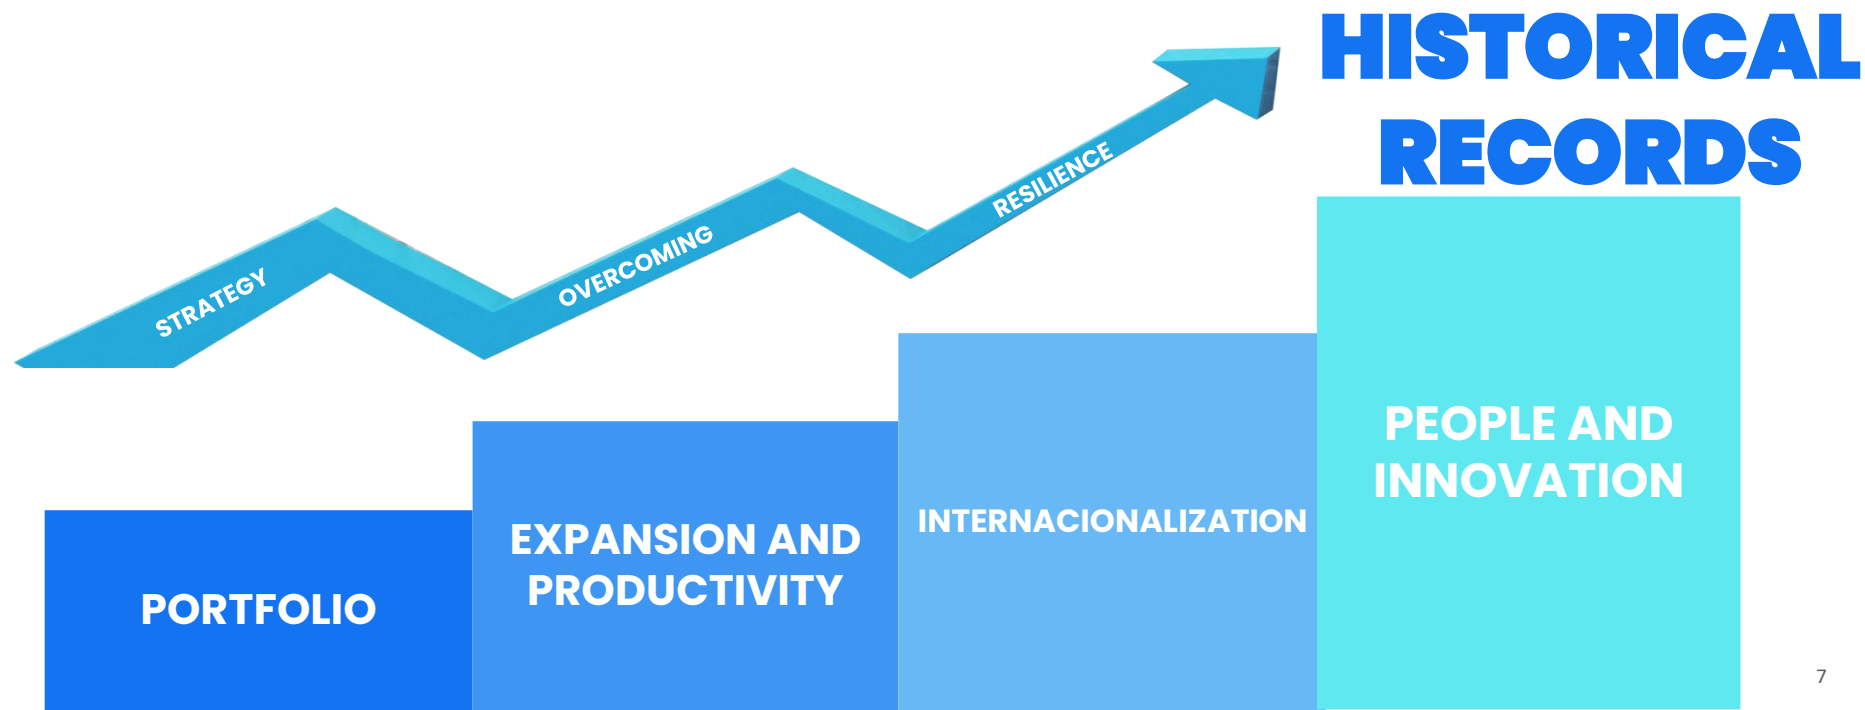 HISTORICAL
RECORDS
STRATEGY
OVERCOMING
RESILIENCE
PORTFOLIO
EXPANSION AND
PRODUCTIVITY
INTERNACIONALIZATION
PEOPLE AND
INNOVATION
7